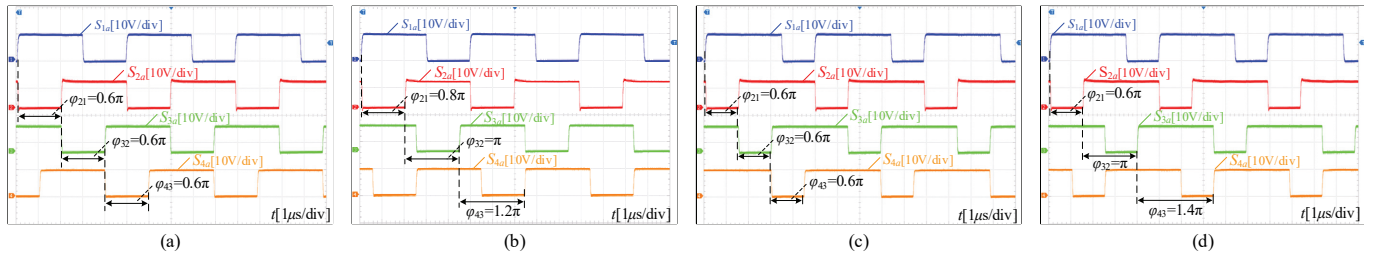 S1a[10V/div]
S2a[10V/div]
φ21=0.6π
S3a[10V/div]
φ32=0.6π
S4a[10V/div]
φ43=0.6π
t[1μs/div]
(a)
S1a[10V/div]
S2a[10V/div]
φ21=0.8π
S3a[10V/div]
φ32=π
S4a[10V/div]
φ43=1.2π
t[1μs/div]
(b)
S1a[10V/div]
S2a[10V/div]
φ21=0.6π
S3a[10V/div]
φ32=0.6π
S4a[10V/div]
φ43=0.6π
t[1μs/div]
(c)
S1a[10V/div]
S2a[10V/div]
φ21=0.6π
S3a[10V/div]
φ32=π
S4a[10V/div]
φ43=1.4π
t[1μs/div]
(d)